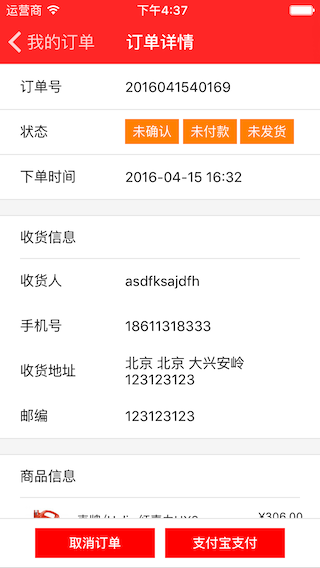 运营商 下午4:37
我的订单 订单详情
订单号 2016041540169
状态 未确认 未付款 未发货
下单时间 2016-04-15 16:32
收货信息
收货人 asdfksajdfh
手机号 18611318333
收货地址 北京 北京 大兴安岭
123123123
邮编 123123123
商品信息
¥306.00
取消订单 支付宝支付